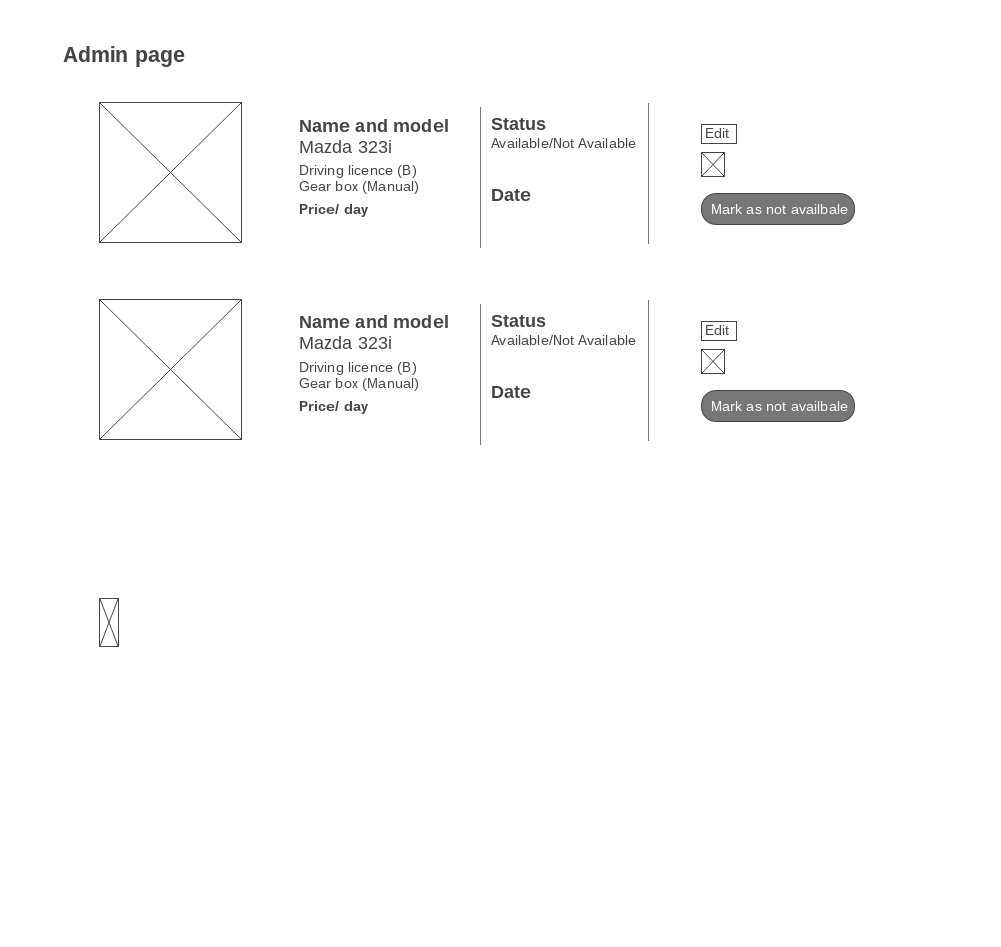 Admin page
Name and model
Mazda 323i
Driving licence (B)
Gear box (Manual)
Price/ day
Status
Available/Not Available
Date
Edit
Mark as not availbale
Name and model
Mazda 323i
Driving licence (B)
Gear box (Manual)
Price/ day
Status
Available/Not Available
Date
Edit
Mark as not availbale